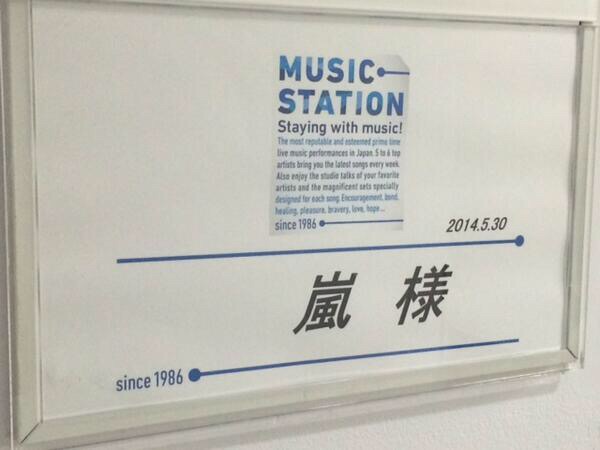 MUSIC
STATION
Staying with music!
The most reputable and esteemed prime time
live music performances in Japan. 5 to 6 top
artists bring you the latest songs every week.
Also enjoy the studio talks of your favorite
artists and the magnificent sets specially
designed for each song. Encouragement, bond,
healing, pleasure, bravery, love, hope ...
since 1986
2014.5.30
嵐 様
since 1986